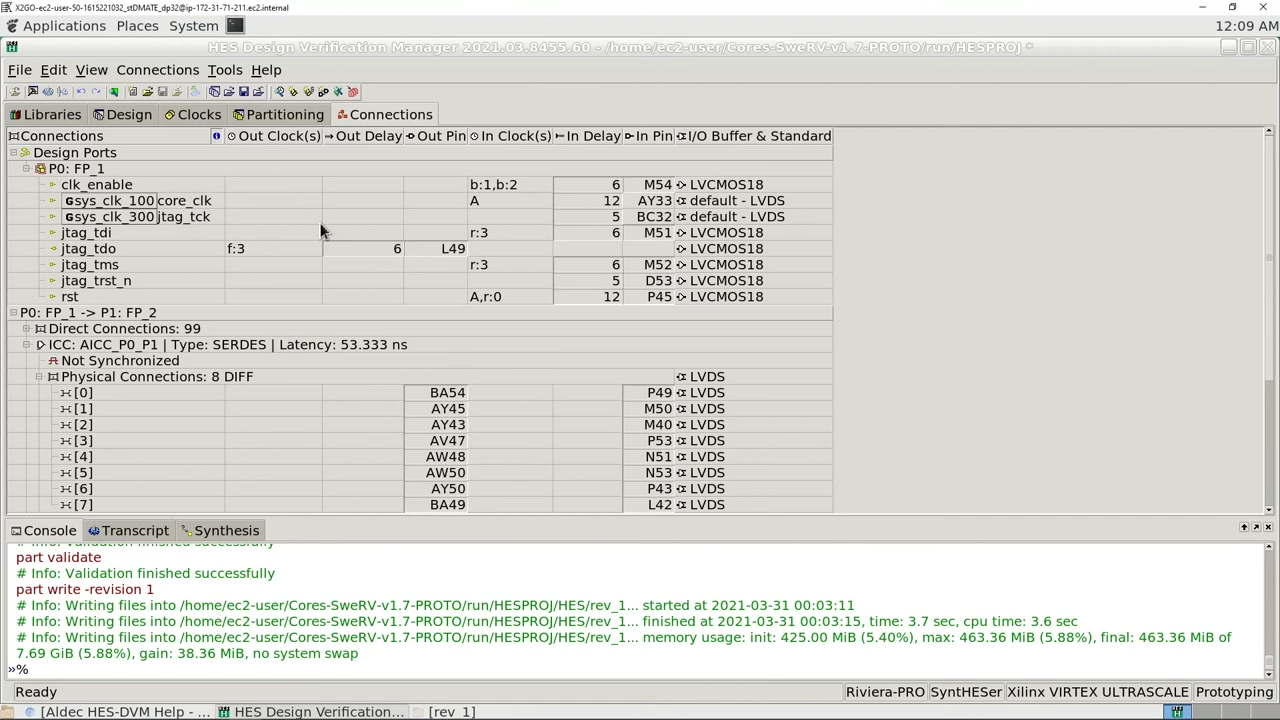 X2GO-ec2-user-50-1615221032_stDMATE_dp32@ip-172-31-71-211.ec2.internal
Applications Places System 12:09 AM
HES Design Verification Manager 2021.03.8455.60 - /home/ec2-user/Cores-SweRV-v1.7-PROTO/run/HESPROJ *
File Edit View Connections Tools Help
Libraries Design Clocks Partitioning Connections
Connections Out Clock(s) Out Delay Out Pin In Clock(s) In Delay In Pin I/O Buffer & Standard
Design Ports
P0: FP_1
clk_enable b:1,b:2 6 M54 LVCMOS18
sys_clk_100 core_clk A 12 AY33 default - LVDS
sys_clk_300 jtag_tck 5 BC32 default - LVDS
jtag_tdi r:3 6 M51 LVCMOS18
jtag_tdo f:3 6 L49 LVCMOS18
jtag_tms r:3 6 M52 LVCMOS18
jtag_trst_n 5 D53 LVCMOS18
rst A,r:0 12 P45 LVCMOS18
P0: FP_1 -> P1: FP_2
Direct Connections: 99
ICC: AICC_P0_P1 | Type: SERDES | Latency: 53.333 ns
Not Synchronized
Physical Connections: 8 DIFF LVDS
[0] BA54 P49 LVDS
[1] AY45 M50 LVDS
[2] AY43 M40 LVDS
[3] AV47 P53 LVDS
[4] AW48 N51 LVDS
[5] AW50 N53 LVDS
[6] AY50 P43 LVDS
[7] BA49 L42 LVDS
Console Transcript Synthesis
# Info: Validation finished successfully
part validate
# Info: Validation finished successfully
part write -revision 1
# Info: Writing files into /home/ec2-user/Cores-SweRV-v1.7-PROTO/run/HESPROJ/HES/rev_1... started at 2021-03-31 00:03:11
# Info: Writing files into /home/ec2-user/Cores-SweRV-v1.7-PROTO/run/HESPROJ/HES/rev_1... finished at 2021-03-31 00:03:15, time: 3.7 sec, cpu time: 3.6 sec
# Info: Writing files into /home/ec2-user/Cores-SweRV-v1.7-PROTO/run/HESPROJ/HES/rev_1... memory usage: init: 425.00 MiB (5.40%), max: 463.36 MiB (5.88%), final: 463.36 MiB of
7.69 GiB (5.88%), gain: 38.36 MiB, no system swap
»%
Ready Riviera-PRO SyntHESer Xilinx VIRTEX ULTRASCALE Prototyping
[Aldec HES-DVM Help - ... HES Design Verification... [rev_1]